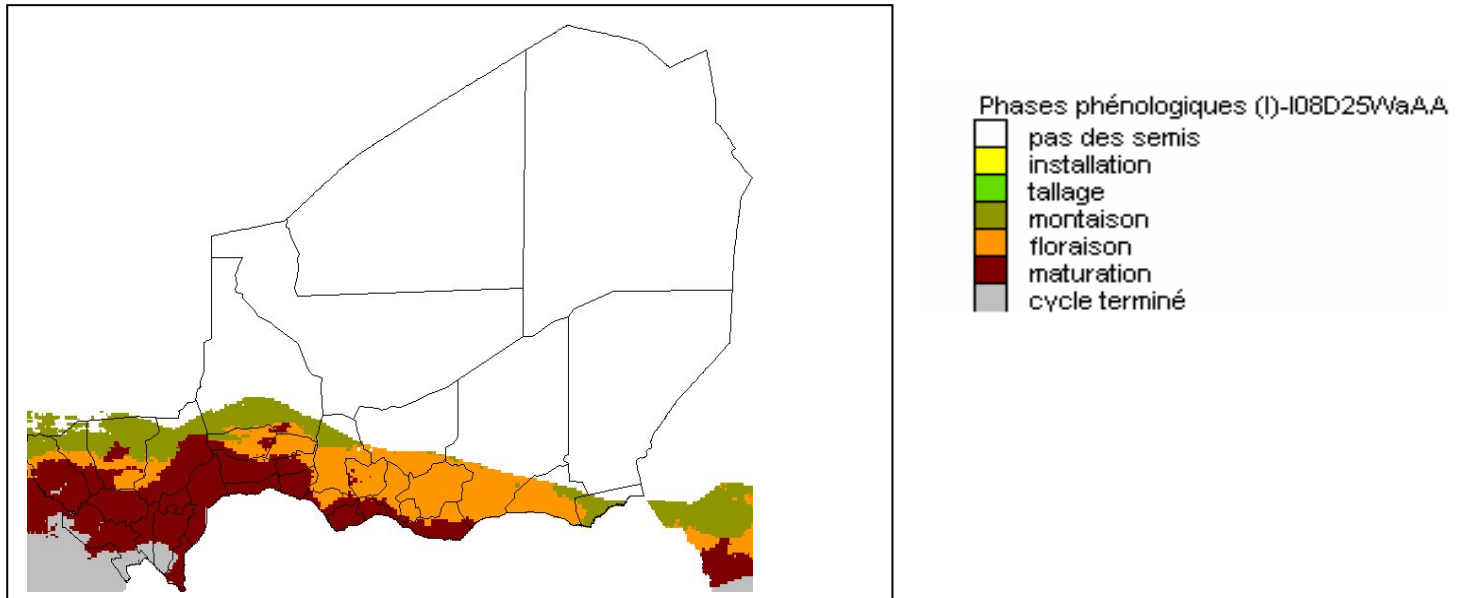 Phases phénologiques (I)-I08D25WaAA
pas des semis
installation
tallage
montaison
floraison
maturation
cycle terminé